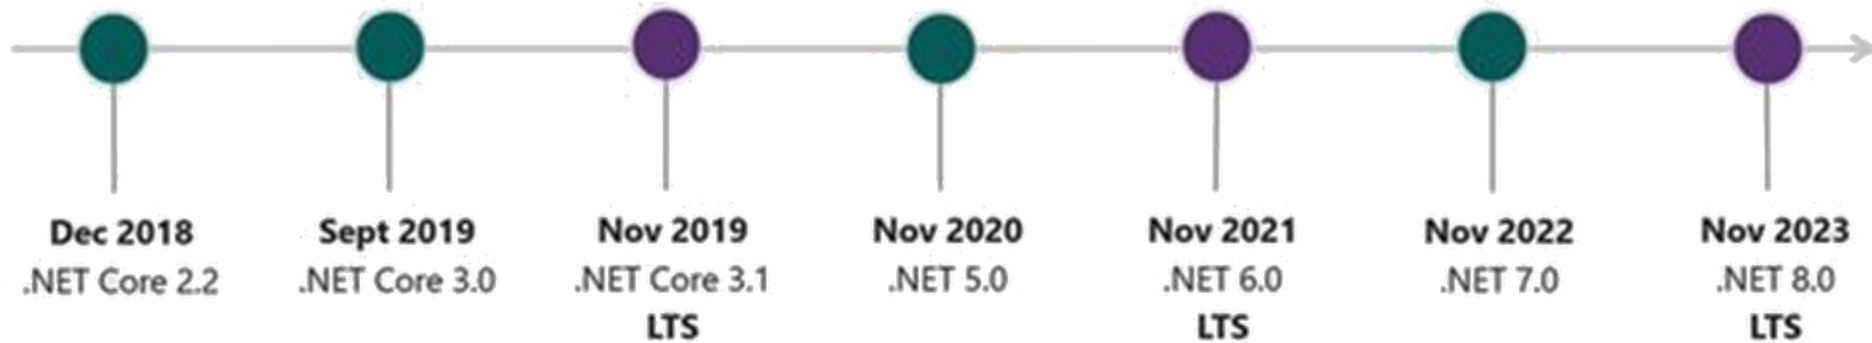 Dec 2018
.NET Core 2.2
Sept 2019
.NET Core 3.0
Nov 2019
.NET Core 3.1
LTS
Nov 2020
.NET 5.0
Nov 2021
.NET 6.0
LTS
Nov 2022
.NET 7.0
Nov 2023
.NET 8.0
LTS